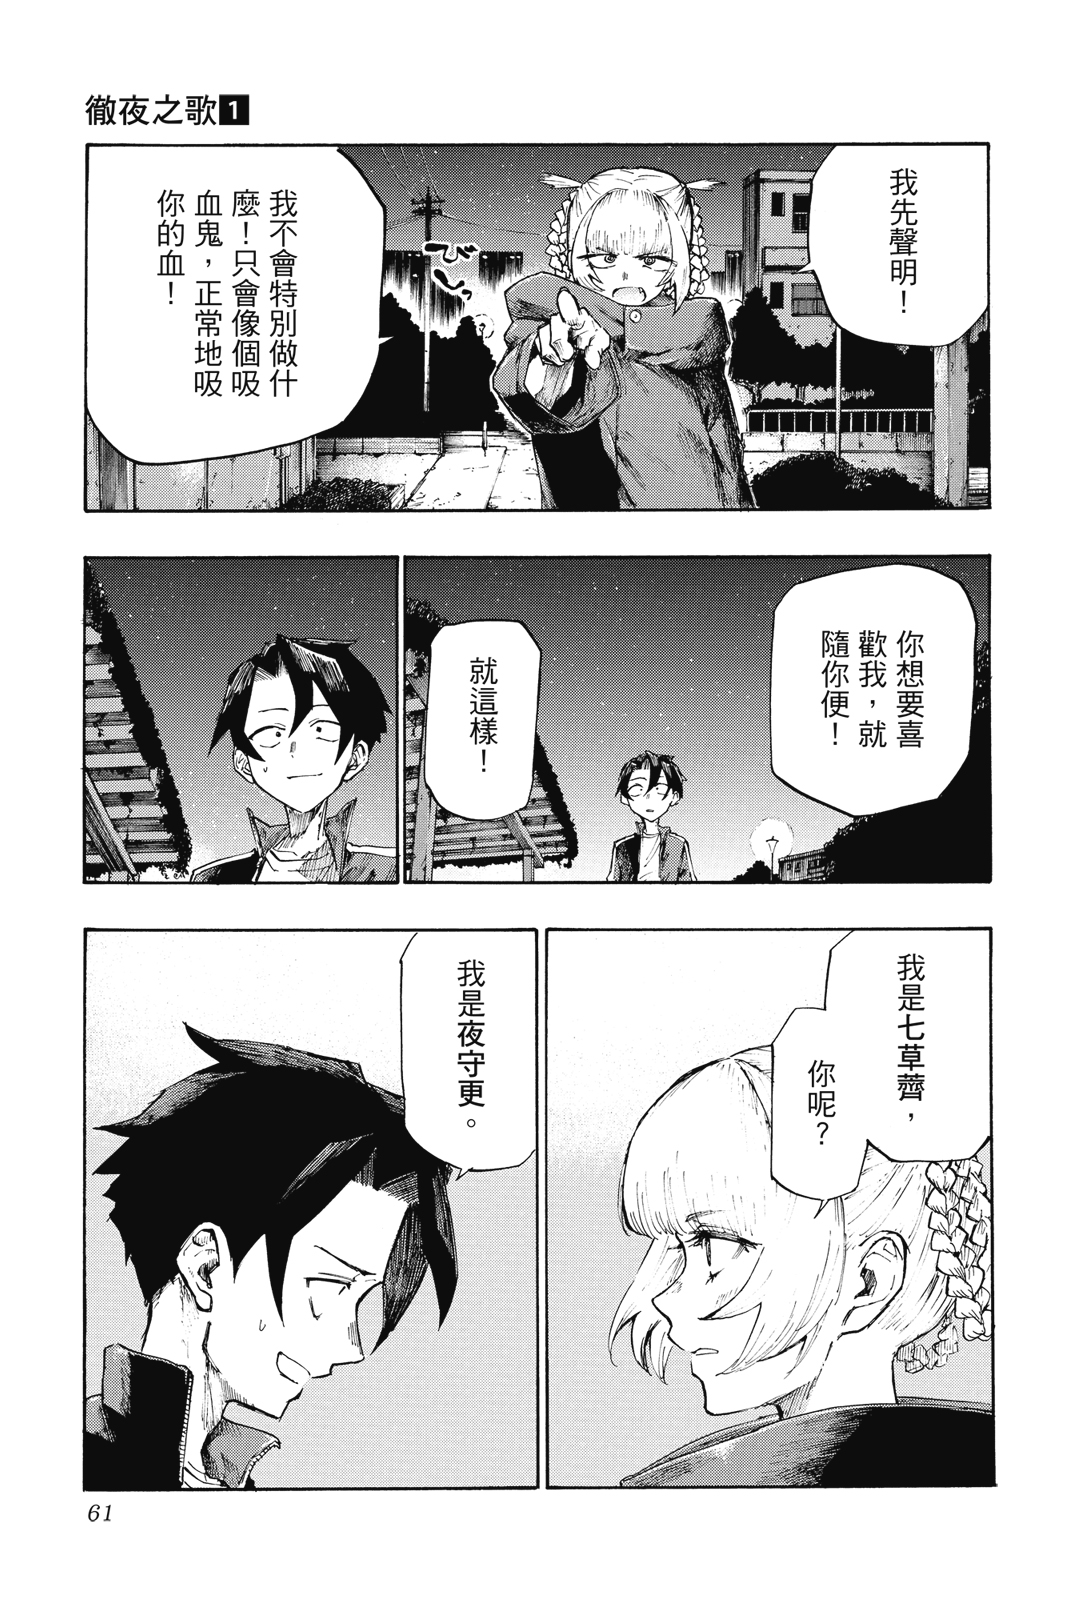 徹夜之歌1
我先聲明！
びしっ
我不會特別做什
麼！只會像個吸
血鬼，正常地吸
你的血！
你想要喜
歡我，就
隨你便！
就這樣！
我是七草薺，
你呢？
我是夜守更。
61